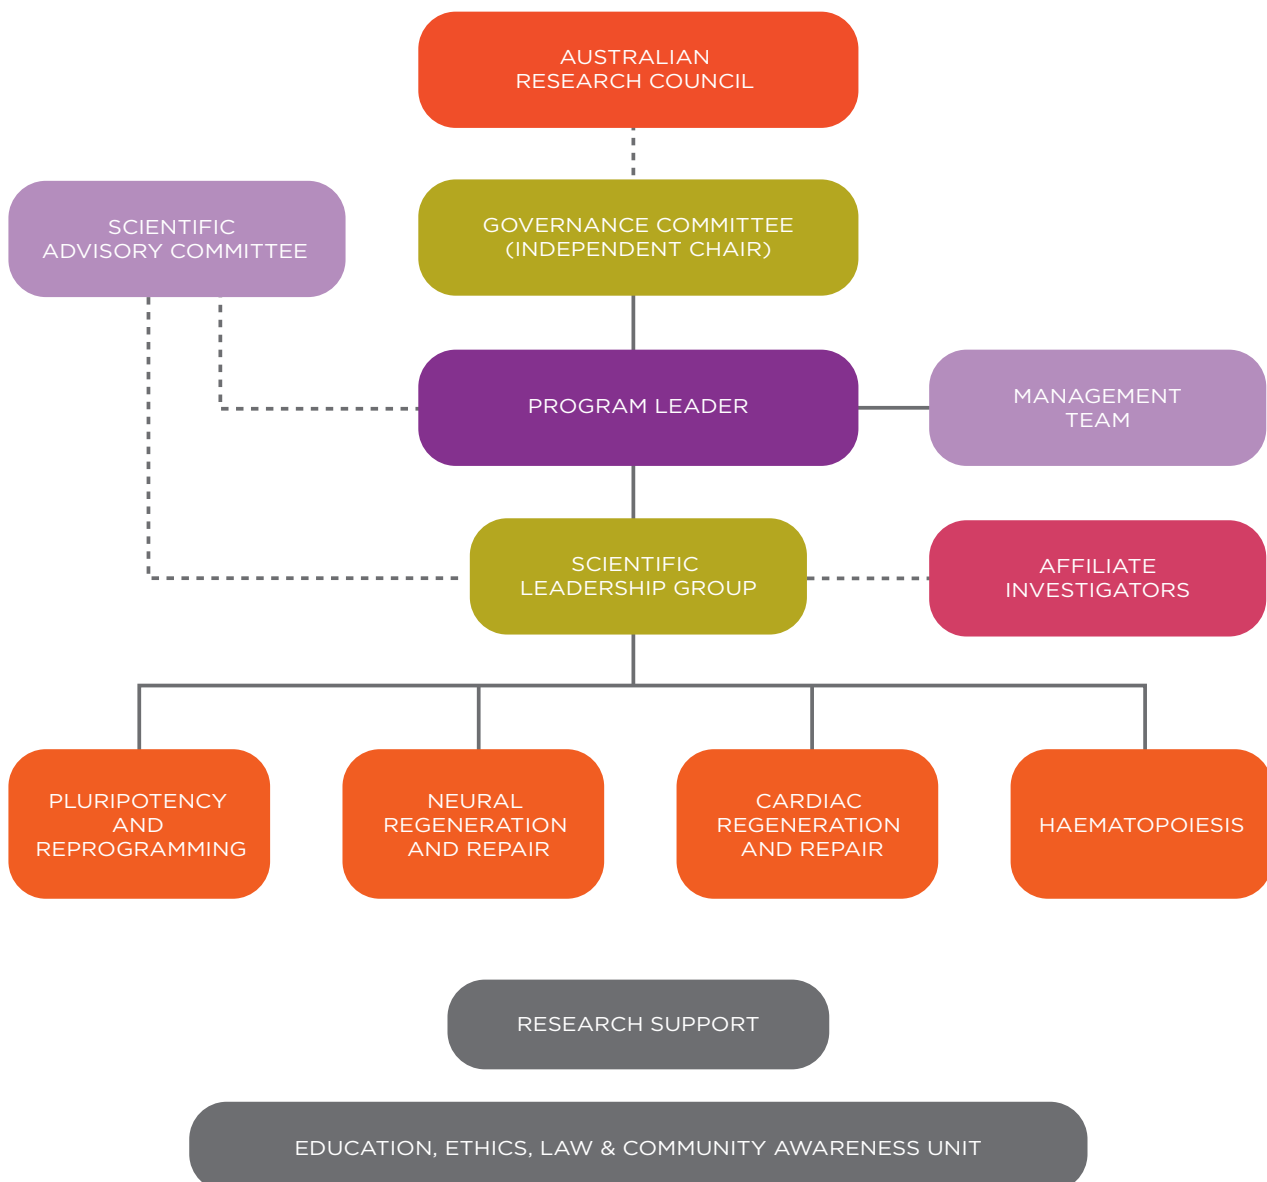 AUSTRALIAN
RESEARCH COUNCIL
SCIENTIFIC
ADVISORY COMMITTEE
GOVERNANCE COMMITTEE
(INDEPENDENT CHAIR)
PROGRAM LEADER
MANAGEMENT
TEAM
SCIENTIFIC
LEADERSHIP GROUP
AFFILIATE
INVESTIGATORS
PLURIPOTENCY
AND
REPROGRAMMING
NEURAL
REGENERATION
AND REPAIR
CARDIAC
REGENERATION
AND REPAIR
HAEMATOPOIESIS
RESEARCH SUPPORT
EDUCATION, ETHICS, LAW & COMMUNITY AWARENESS UNIT